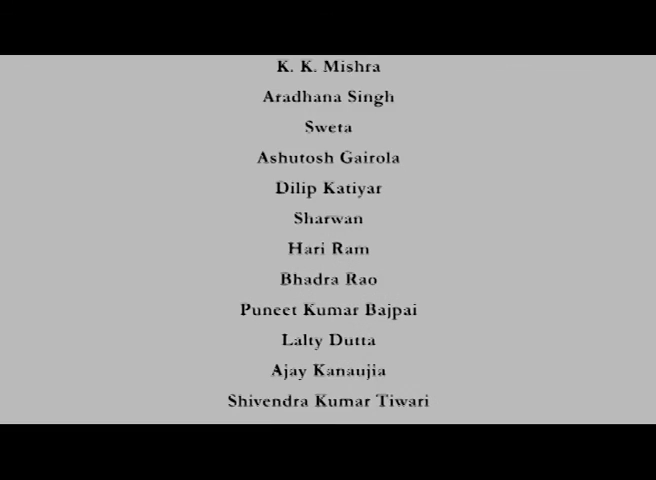 K. K. Mishra
Aradhana Singh
Sweta
Ashutosh Gairola
Dilip Katiyar
Sharwan
Hari Ram
Bhadra Rao
Puneet Kumar Bajpai
Lalty Dutta
Ajay Kanaujia
Shivendra Kumar Tiwari